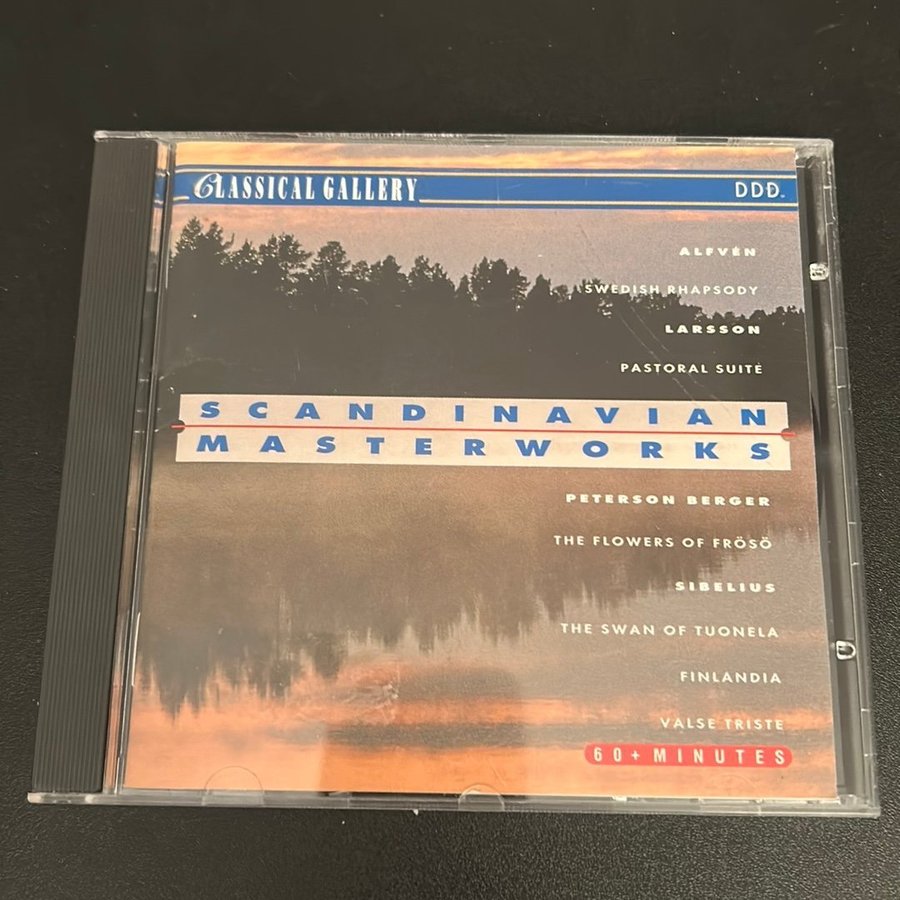 CLASSICAL GALLERY
DDD
ALFVÉN
SWEDISH RHAPSODY
LARSSON
PASTORAL SUITE
SCANDINAVIAN
MASTERWORKS
PETERSON BERGER
THE FLOWERS OF FRÖSÖ
SIBELIUS
THE SWAN OF TUONELA
FINLANDIA
VALSE TRISTE
60+ MINUTES